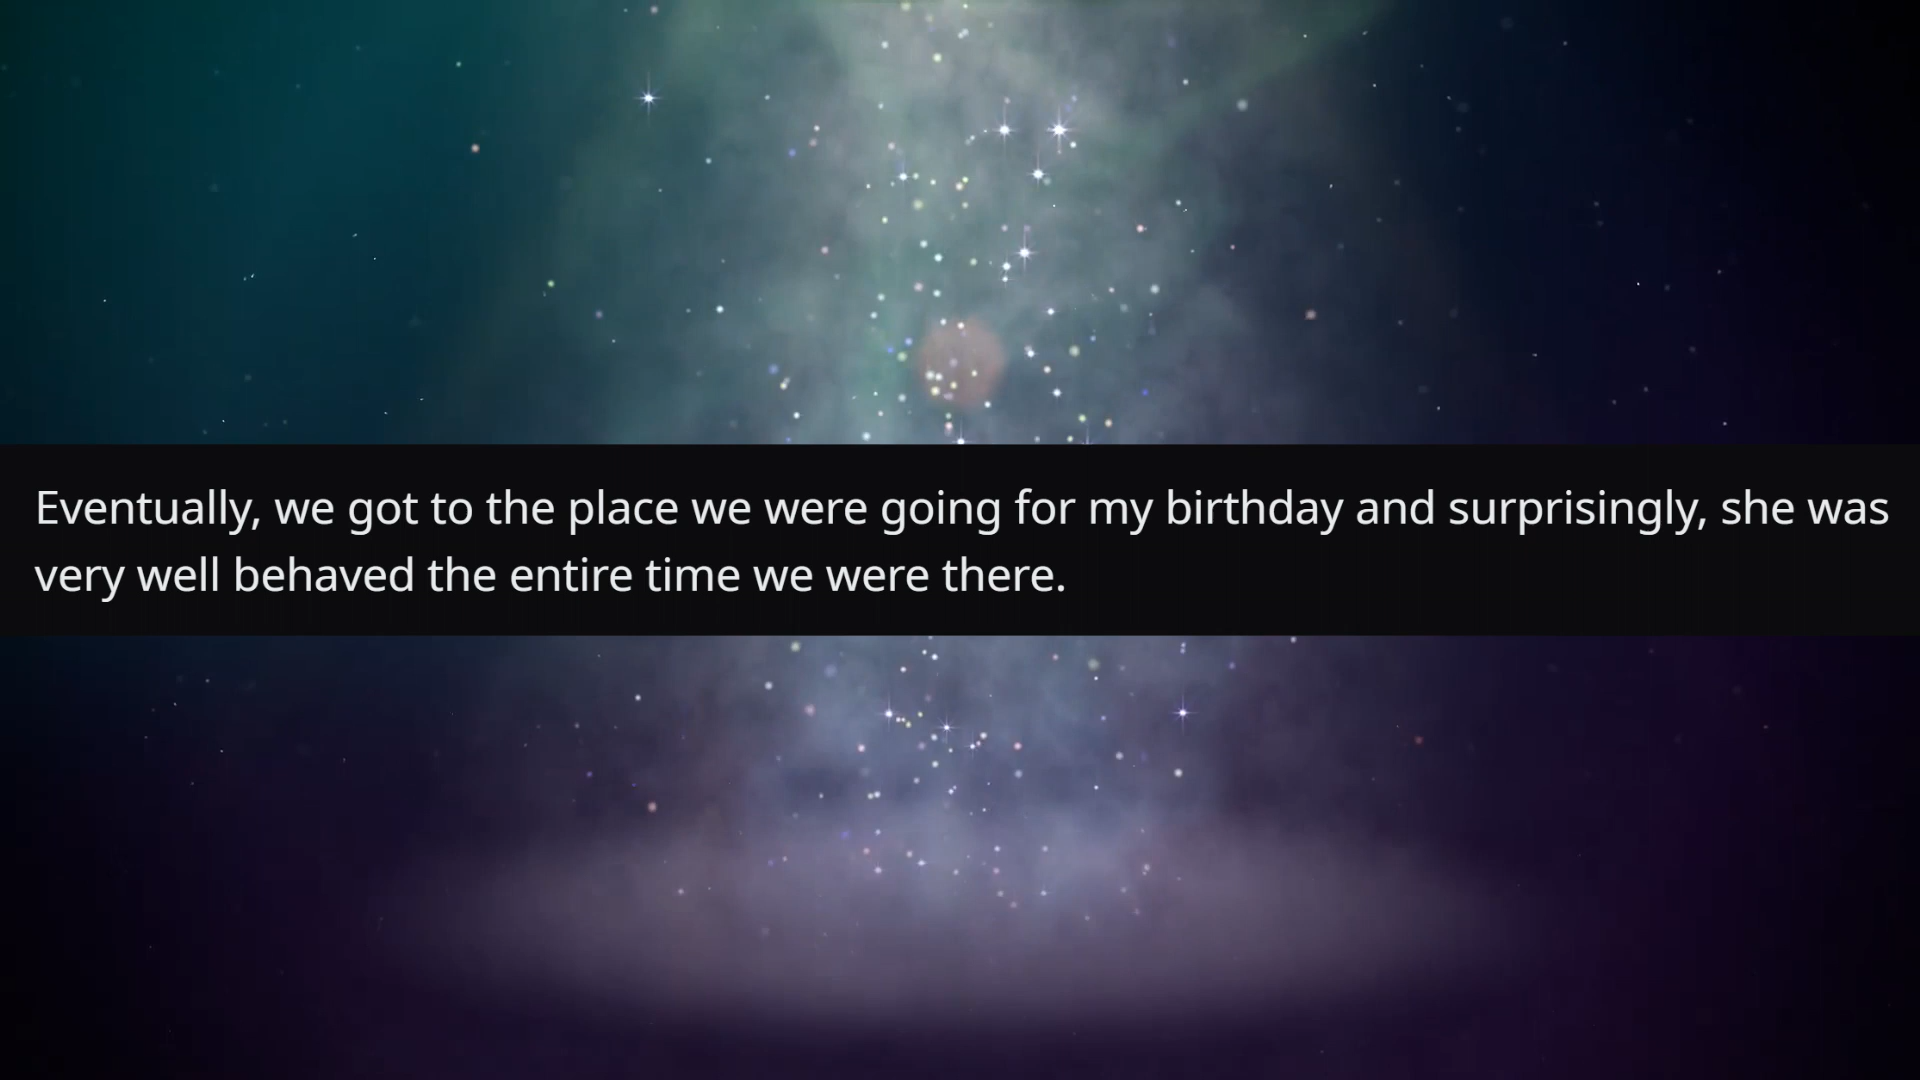 Eventually, we got to the place we were going for my birthday and surprisingly, she was
very well behaved the entire time we were there.